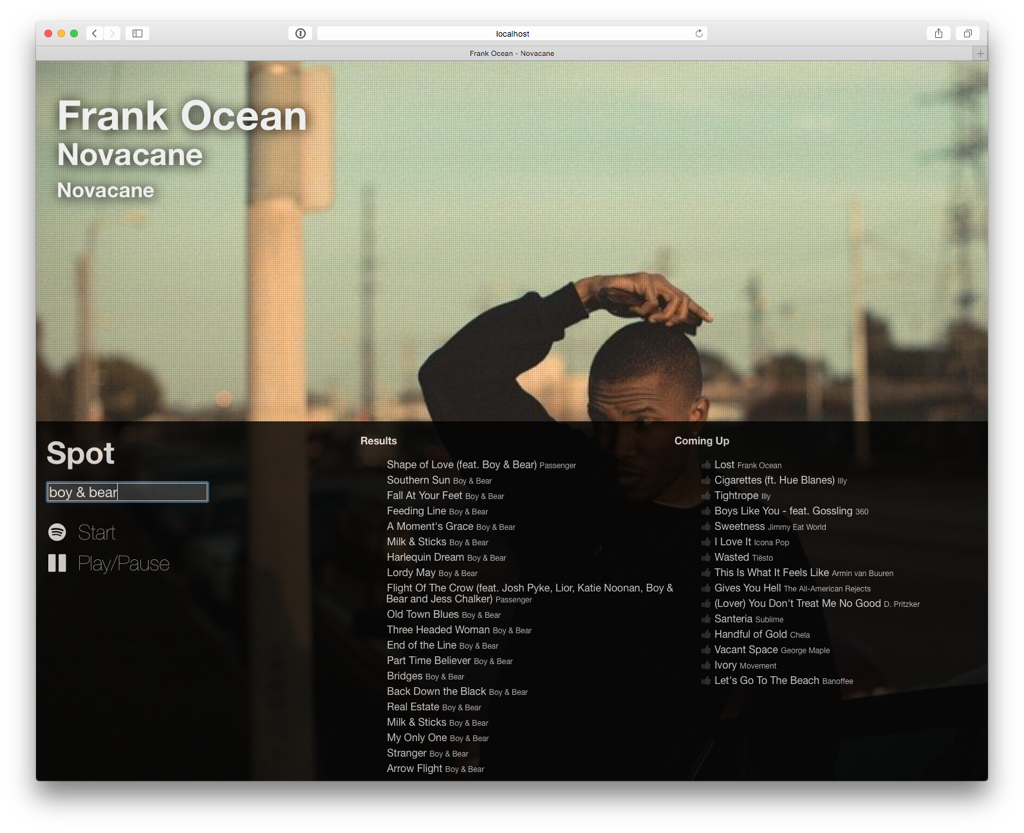 localhost
Frank Ocean - Novacane
Frank Ocean
Novacane
Novacane
Spot
boy & bear
Start
Play/Pause
Results
Shape of Love (feat. Boy & Bear) Passenger
Southern Sun Boy & Bear
Fall At Your Feet Boy & Bear
Feeding Line Boy & Bear
A Moment's Grace Boy & Bear
Milk & Sticks Boy & Bear
Harlequin Dream Boy & Bear
Lordy May Boy & Bear
Flight Of The Crow (feat. Josh Pyke, Lior, Katie Noonan, Boy &
Bear and Jess Chalker) Passenger
Old Town Blues Boy & Bear
Three Headed Woman Boy & Bear
End of the Line Boy & Bear
Part Time Believer Boy & Bear
Bridges Boy & Bear
Back Down the Black Boy & Bear
Real Estate Boy & Bear
Milk & Sticks Boy & Bear
My Only One Boy & Bear
Stranger Boy & Bear
Arrow Flight Boy & Bear
Coming Up
Lost Frank Ocean
Cigarettes (ft. Hue Blanes) Illy
Tightrope Illy
Boys Like You - feat. Gossling 360
Sweetness Jimmy Eat World
I Love It Icona Pop
Wasted Tiësto
This Is What It Feels Like Armin van Buuren
Gives You Hell The All-American Rejects
(Lover) You Don't Treat Me No Good D. Pritzker
Santeria Sublime
Handful of Gold Chela
Vacant Space George Maple
Ivory Movement
Let's Go To The Beach Banoffee